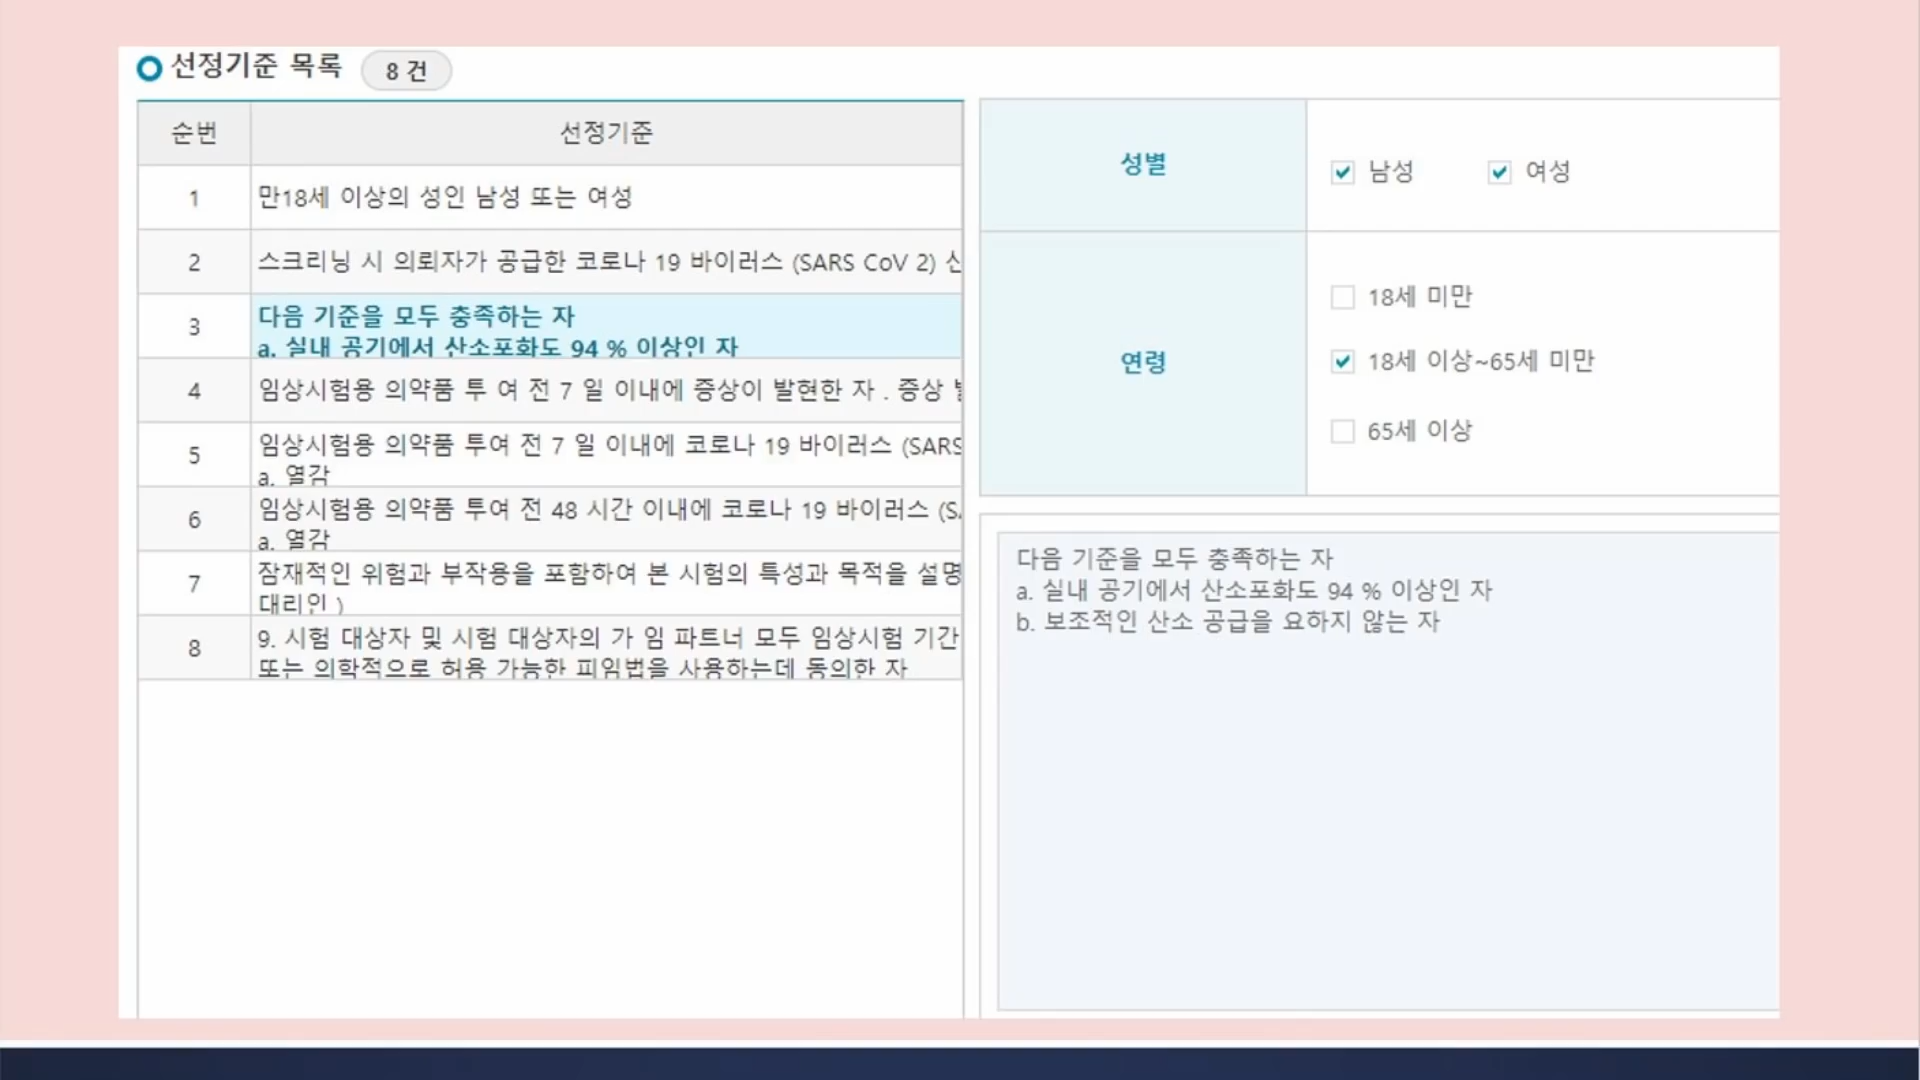 선정기준 목록 8 건
순번 선정기준
1 만18세 이상의 성인 남성 또는 여성
2 스크리닝 시 의뢰자가 공급한 코로나 19 바이러스 (SARS CoV 2)
3 다음 기준을 모두 충족하는 자
a. 실내 공기에서 산소포화도 94 % 이상인 자
4 임상시험용 의약품 투 여 전 7 일 이내에 증상이 발현한 자 . 증상
5 임상시험용 의약품 투여 전 7 일 이내에 코로나 19 바이러스 (SARS
a. 열감
6 임상시험용 의약품 투여 전 48 시간 이내에 코로나 19 바이러스
a. 열감
7 잠재적인 위험과 부작용을 포함하여 본 시험의 특성과 목적을 설명
대리인 )
8 9. 시험 대상자 및 시험 대상자의 가 임 파트너 모두 임상시험 기간
또는 의학적으로 허용 가능한 피임법을 사용하는데 동의한 자
성별 남성 여성
연령
18세 미만
18세 이상~65세 미만
65세 이상
다음 기준을 모두 충족하는 자
a. 실내 공기에서 산소포화도 94 % 이상인 자
b. 보조적인 산소 공급을 요하지 않는 자